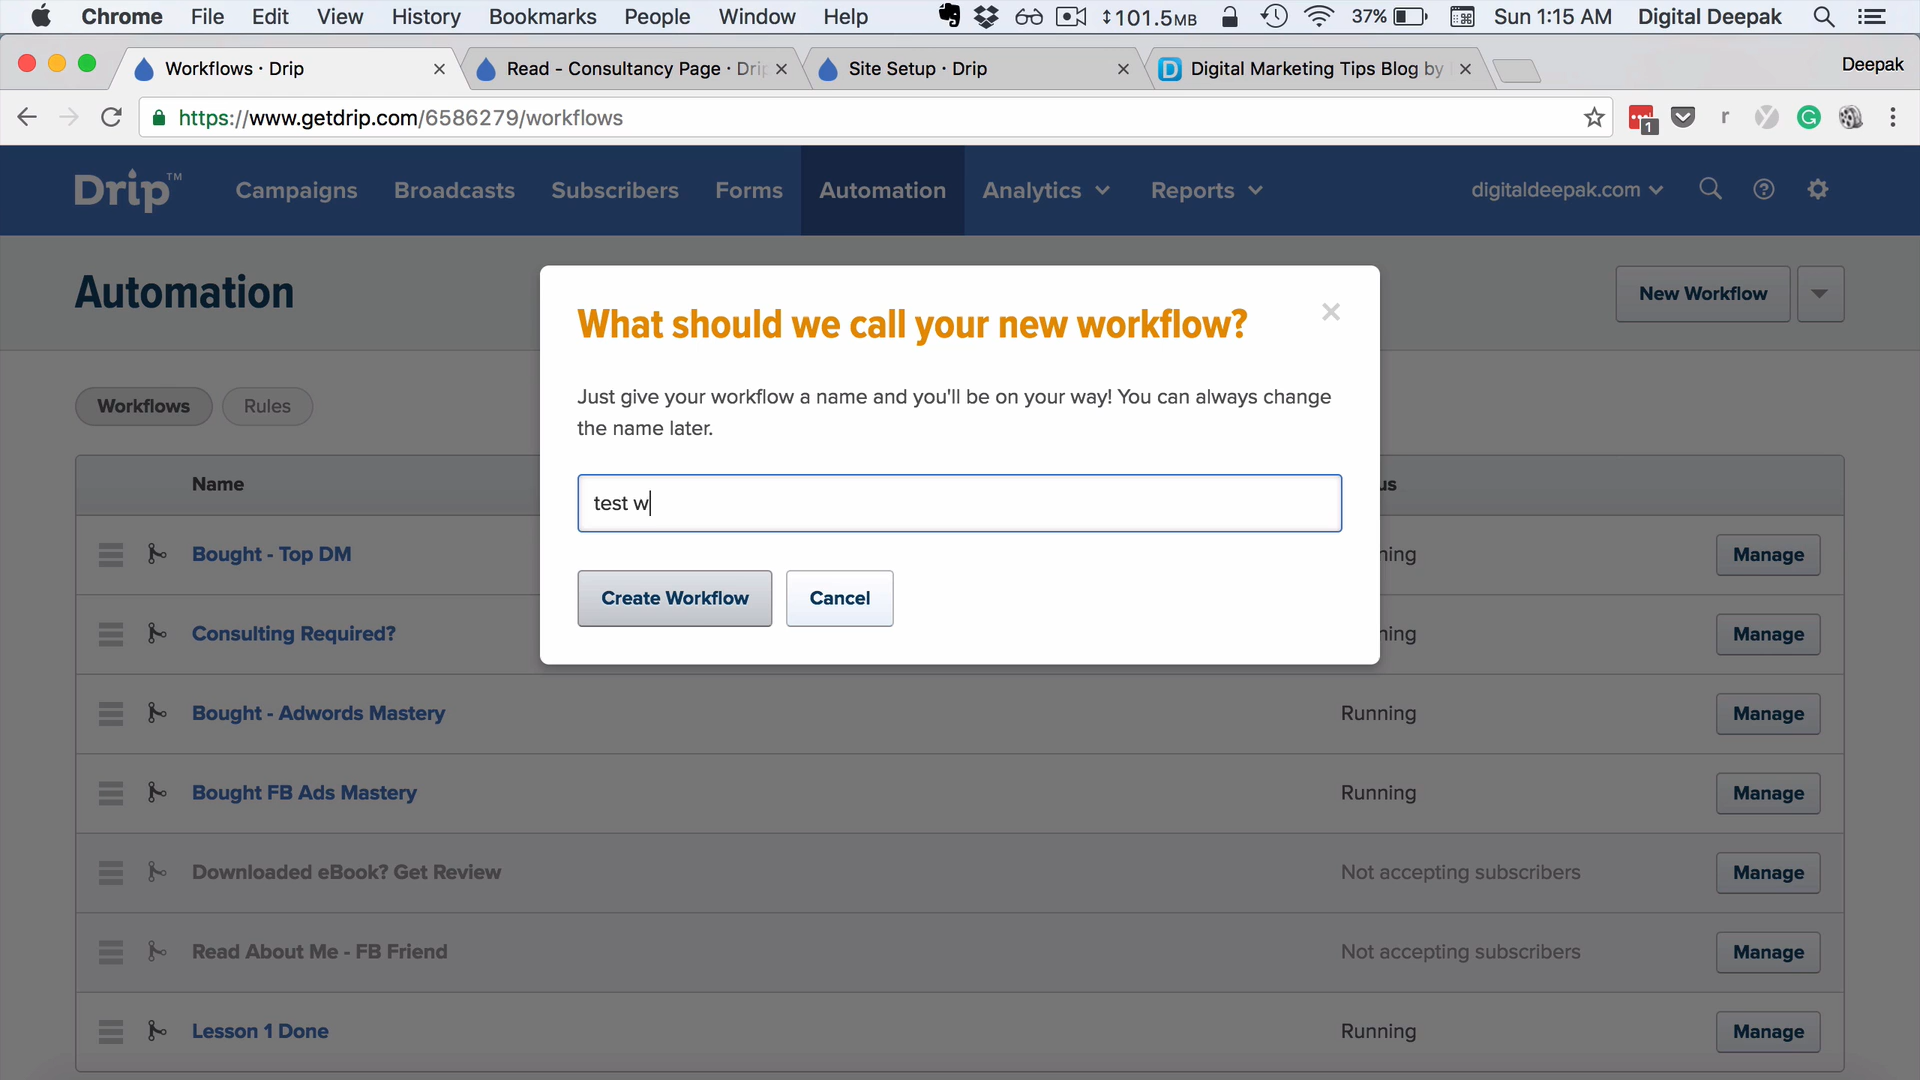 Chrome File Edit View History Bookmarks People Window Help ↕101.5MB 37% Sun 1:15 AM Digital Deepak
Workflows · Drip
Read - Consultancy Page · Drip
Site Setup · Drip
Digital Marketing Tips Blog by
Deepak
https://www.getdrip.com/6586279/workflows
1
r
Drip™ Campaigns Broadcasts Subscribers Forms Automation Analytics Reports digitaldeepak.com
Automation
New Workflow
What should we call your new workflow?
Just give your workflow a name and you'll be on your way! You can always change
the name later.
test w
Create Workflow Cancel
Workflows Rules
Name us
Bought - Top DM ning Manage
Consulting Required? ning Manage
Bought - Adwords Mastery Running Manage
Bought FB Ads Mastery Running Manage
Downloaded eBook? Get Review Not accepting subscribers Manage
Read About Me - FB Friend Not accepting subscribers Manage
Lesson 1 Done Running Manage